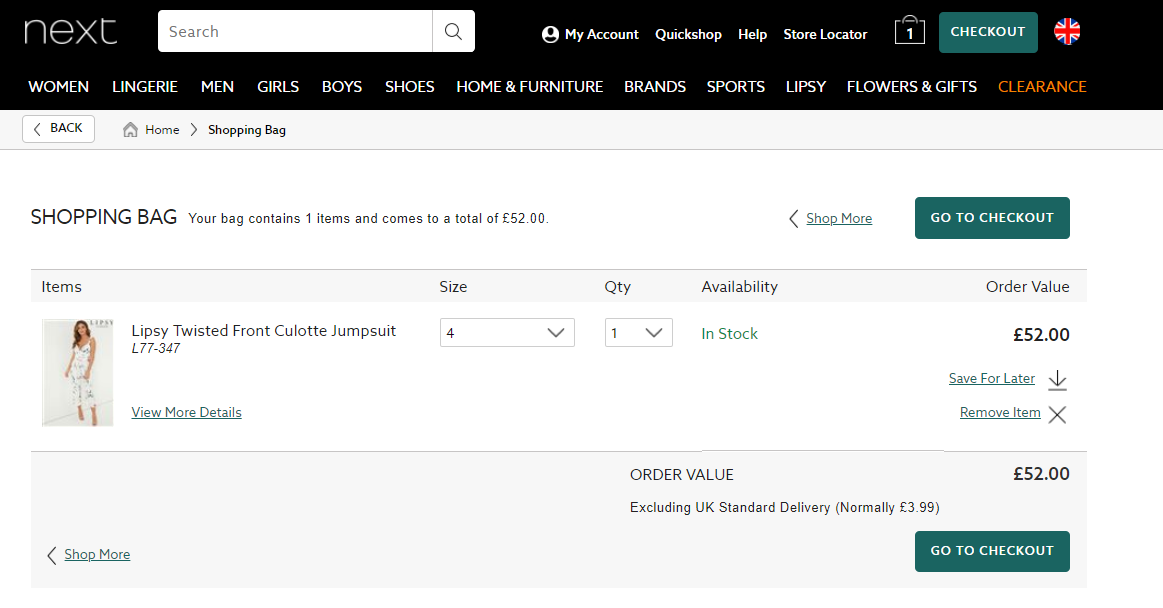 next
Search
My Account Quickshop Help Store Locator
1
CHECKOUT
WOMEN LINGERIE MEN GIRLS BOYS SHOES HOME & FURNITURE BRANDS SPORTS LIPSY FLOWERS & GIFTS CLEARANCE
BACK Home Shopping Bag
SHOPPING BAG Your bag contains 1 items and comes to a total of £52.00.
Shop More
GO TO CHECKOUT
Items Size Qty Availability Order Value
LIPSY
Lipsy Twisted Front Culotte Jumpsuit 4 1 In Stock £52.00
L77-347
Save For Later
View More Details Remove Item
ORDER VALUE £52.00
Excluding UK Standard Delivery (Normally £3.99)
Shop More GO TO CHECKOUT